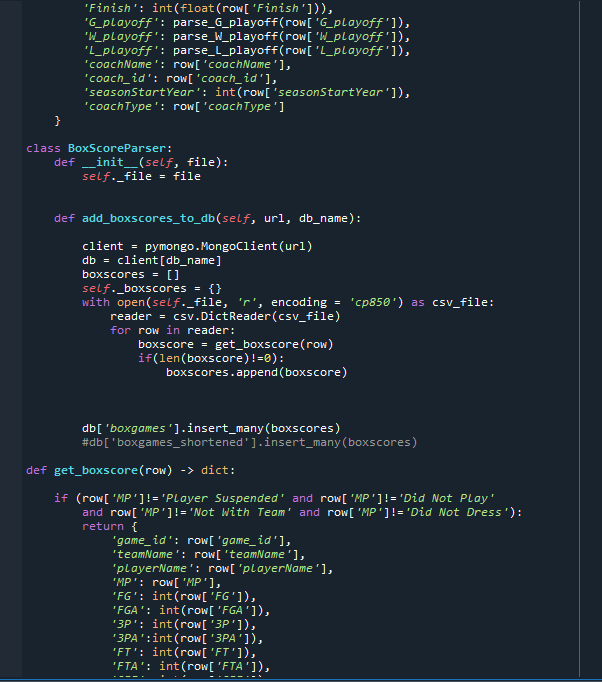 'Finish': int(float(row['Finish'])),
'G_playoff': parse_G_playoff(row['G_playoff']),
'W_playoff': parse_W_playoff(row['W_playoff']),
'L_playoff': parse_L_playoff(row['L_playoff']),
'coachName': row['coachName'],
'coach_id': row['coach_id'],
'seasonStartYear': int(row['seasonStartYear']),
'coachType': row['coachType']
}
class BoxScoreParser:
def __init__(self, file):
self._file = file
def add_boxscores_to_db(self, url, db_name):
client = pymongo.MongoClient(url)
db = client[db_name]
boxscores = []
self._boxscores = {}
with open(self._file, 'r', encoding = 'cp850') as csv_file:
reader = csv.DictReader(csv_file)
for row in reader:
boxscore = get_boxscore(row)
if(len(boxscore)!=0):
boxscores.append(boxscore)
db['boxgames'].insert_many(boxscores)
#db['boxgames_shortened'].insert_many(boxscores)
def get_boxscore(row) -> dict:
if (row['MP']!='Player Suspended' and row['MP']!='Did Not Play'
and row['MP']!='Not With Team' and row['MP']!='Did Not Dress'):
return {
'game_id': row['game_id'],
'teamName': row['teamName'],
'playerName': row['playerName'],
'MP': row['MP'],
'FG': int(row['FG']),
'FGA': int(row['FGA']),
'3P': int(row['3P']),
'3PA':int(row['3PA']),
'FT': int(row['FT']),
'FTA': int(row['FTA']),